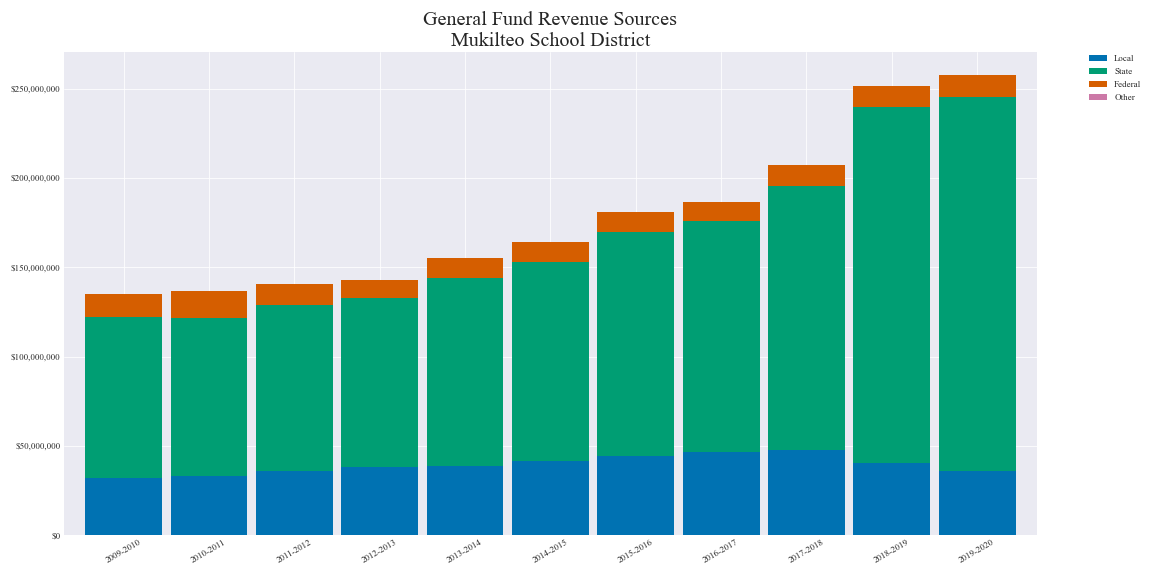 General Fund Revenue Sources
Mukilteo School District
Local
State
Federal
Other
$250,000,000
$200,000,000
$150,000,000
$100,000,000
$50,000,000
$0
2009-2010
2010-2011
2011-2012
2012-2013
2013-2014
2014-2015
2015-2016
2016-2017
2017-2018
2018-2019
2019-2020